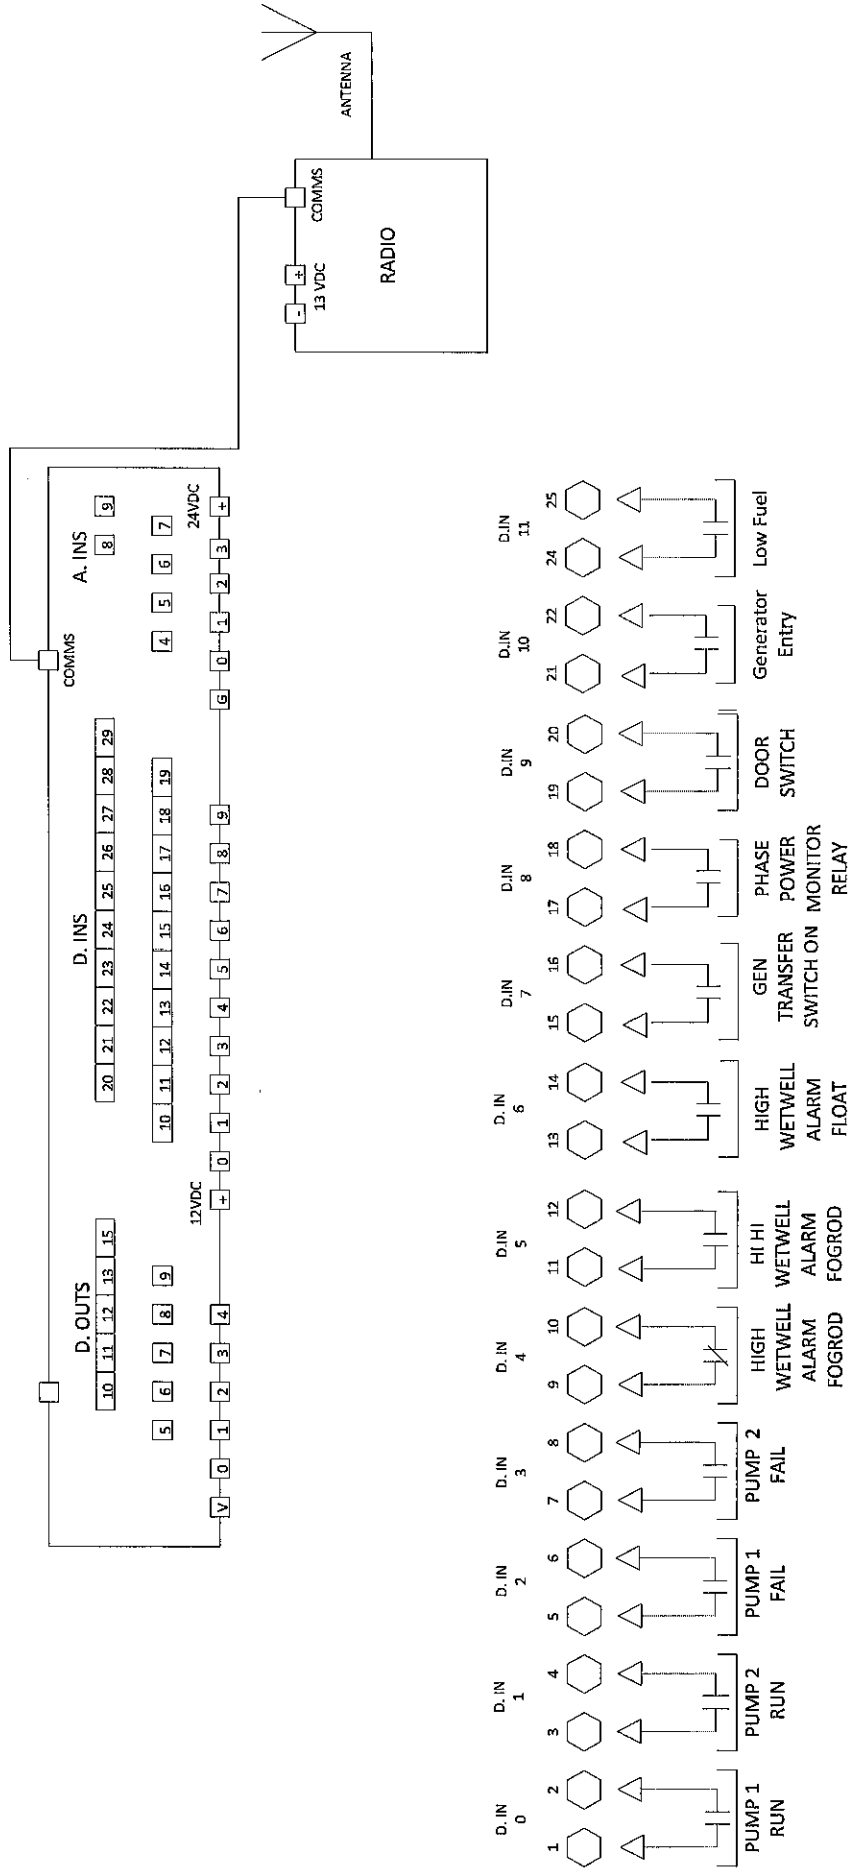 D. OUTS
D. INS
A. INS
COMMS
10 11 12 13 15
20 21 22 23 24 25 26 27 28 29
8 9
5 6 7 8 9
10 11 12 13 14 15 16 17 18 19
4 5 6 7
12VDC
24VDC
V 0 1 2 3 4
+ 0 1 2 3 4 5 6 7 8 9
G 0 1 2 3 +
ANTENNA
- +
13 VDC
COMMS
RADIO
D. IN
0
1 2
PUMP 1
RUN
D. IN
1
3 4
PUMP 2
RUN
D. IN
2
5 6
PUMP 1
FAIL
D. IN
3
7 8
PUMP 2
FAIL
D. IN
4
9 10
HIGH
WETWELL
ALARM
FOGROD
D.IN
5
11 12
HI HI
WETWELL
ALARM
FOGROD
D. IN
6
13 14
HIGH
WETWELL
ALARM
FLOAT
D.IN
7
15 16
GEN
TRANSFER
SWITCH ON
D.IN
8
17 18
PHASE
POWER
MONITOR
RELAY
D.IN
9
19 20
DOOR
SWITCH
D.IN
10
21 22
Generator
Entry
D.IN
11
24 25
Low Fuel